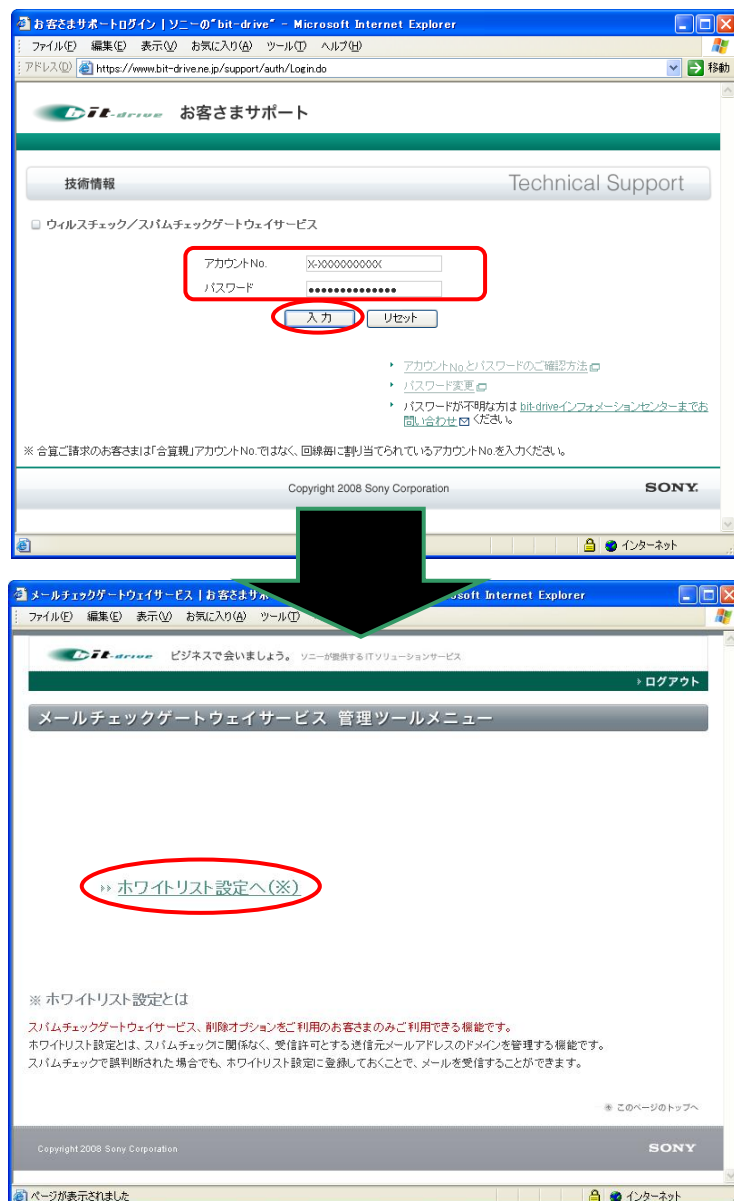 お客さまサポートログイン | ソニーの"bit-drive" - Microsoft Internet Explorer
ファイル(F) 編集(E) 表示(V) お気に入り(A) ツール(T) ヘルプ(H)
アドレス(D) https://www.bit-drive.ne.jp/support/auth/Login.do 移動
bit-drive お客さまサポート
技術情報 Technical Support
ウィルスチェック／スパムチェックゲートウェイサービス
アカウントNo. X-XXXXXXXXXX
パスワード ••••••••••••••
入力 リセット
アカウントNoとパスワードのご確認方法
パスワード変更
パスワードが不明な方は bit-driveインフォメーションセンターまでお
問い合わせ ください。
※ 合算ご請求のお客さまは「合算親」アカウントNo.ではなく、回線毎に割り当てられているアカウントNoを入力ください。
Copyright 2008 Sony Corporation SONY.
インターネット
メールチェックゲートウェイサービス | お客さまサポ osoft Internet Explorer
ファイル(F) 編集(E) 表示(V) お気に入り(A) ツール(T)
bit-drive ビジネスで会いましょう。 ソニーが提供するITソリューションサービス
ログアウト
メールチェックゲートウェイサービス 管理ツールメニュー
›› ホワイトリスト設定へ(※)
※ ホワイトリスト設定とは
スパムチェックゲートウェイサービス、削除オプションをご利用のお客さまのみご利用できる機能です。
ホワイトリスト設定とは、スパムチェックに関係なく、受信許可とする送信元メールアドレスのドメインを管理する機能です。
スパムチェックで誤判断された場合でも、ホワイトリスト設定に登録しておくことで、メールを受信することができます。
このページのトップへ
Copyright 2008 Sony Corporation SONY
ページが表示されました インターネット